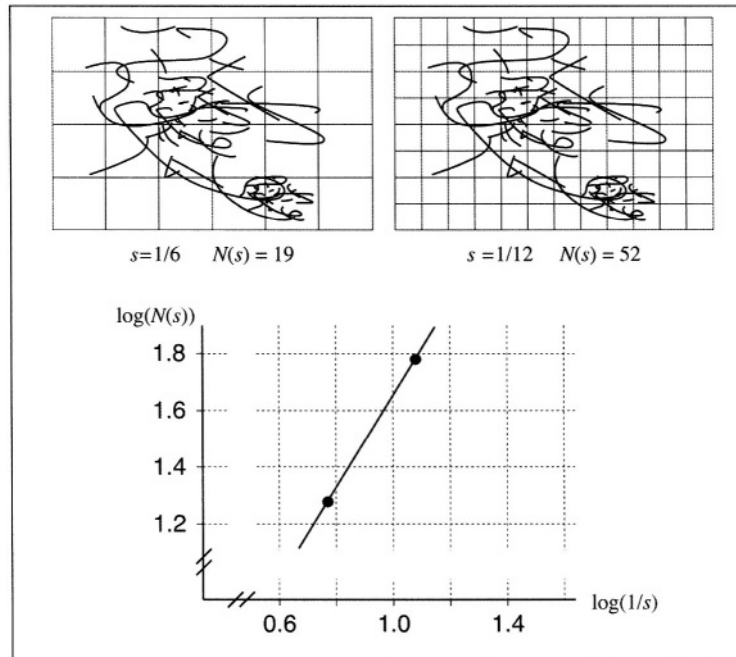 s=1/6 N(s) = 19
s=1/12 N(s) = 52
log(N(s))
1.8
1.6
1.4
1.2
log(1/s)
0.6 1.0 1.4